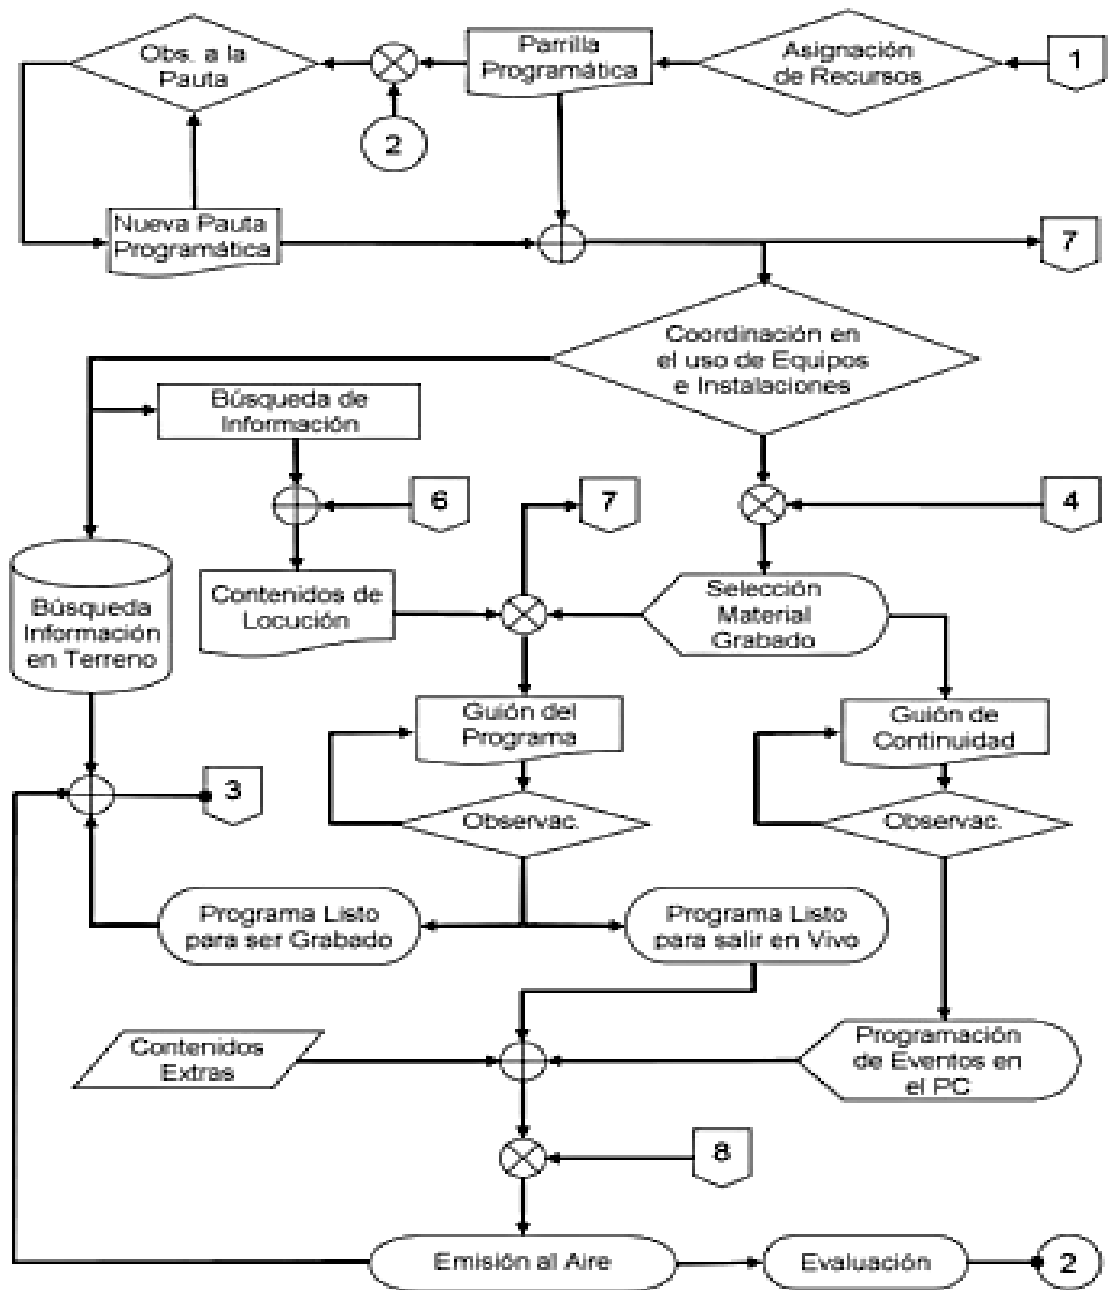 Obs. a la
Pauta
Parrilla
Programática
Asignación
de Recursos
1
2
Nueva Pauta
Programática
7
Coordinación en
el uso de Equipos
e Instalaciones
Búsqueda de
Información
6
7
4
Búsqueda
Información
en Terreno
Contenidos de
Locución
Selección
Material
Grabado
Guión del
Programa
Guión de
Continuidad
3
Observac.
Observac.
Programa Listo
para ser Grabado
Programa Listo
para salir en Vivo
Contenidos
Extras
Programación
de Eventos en
el PC
8
Emisión al Aire
Evaluación
2